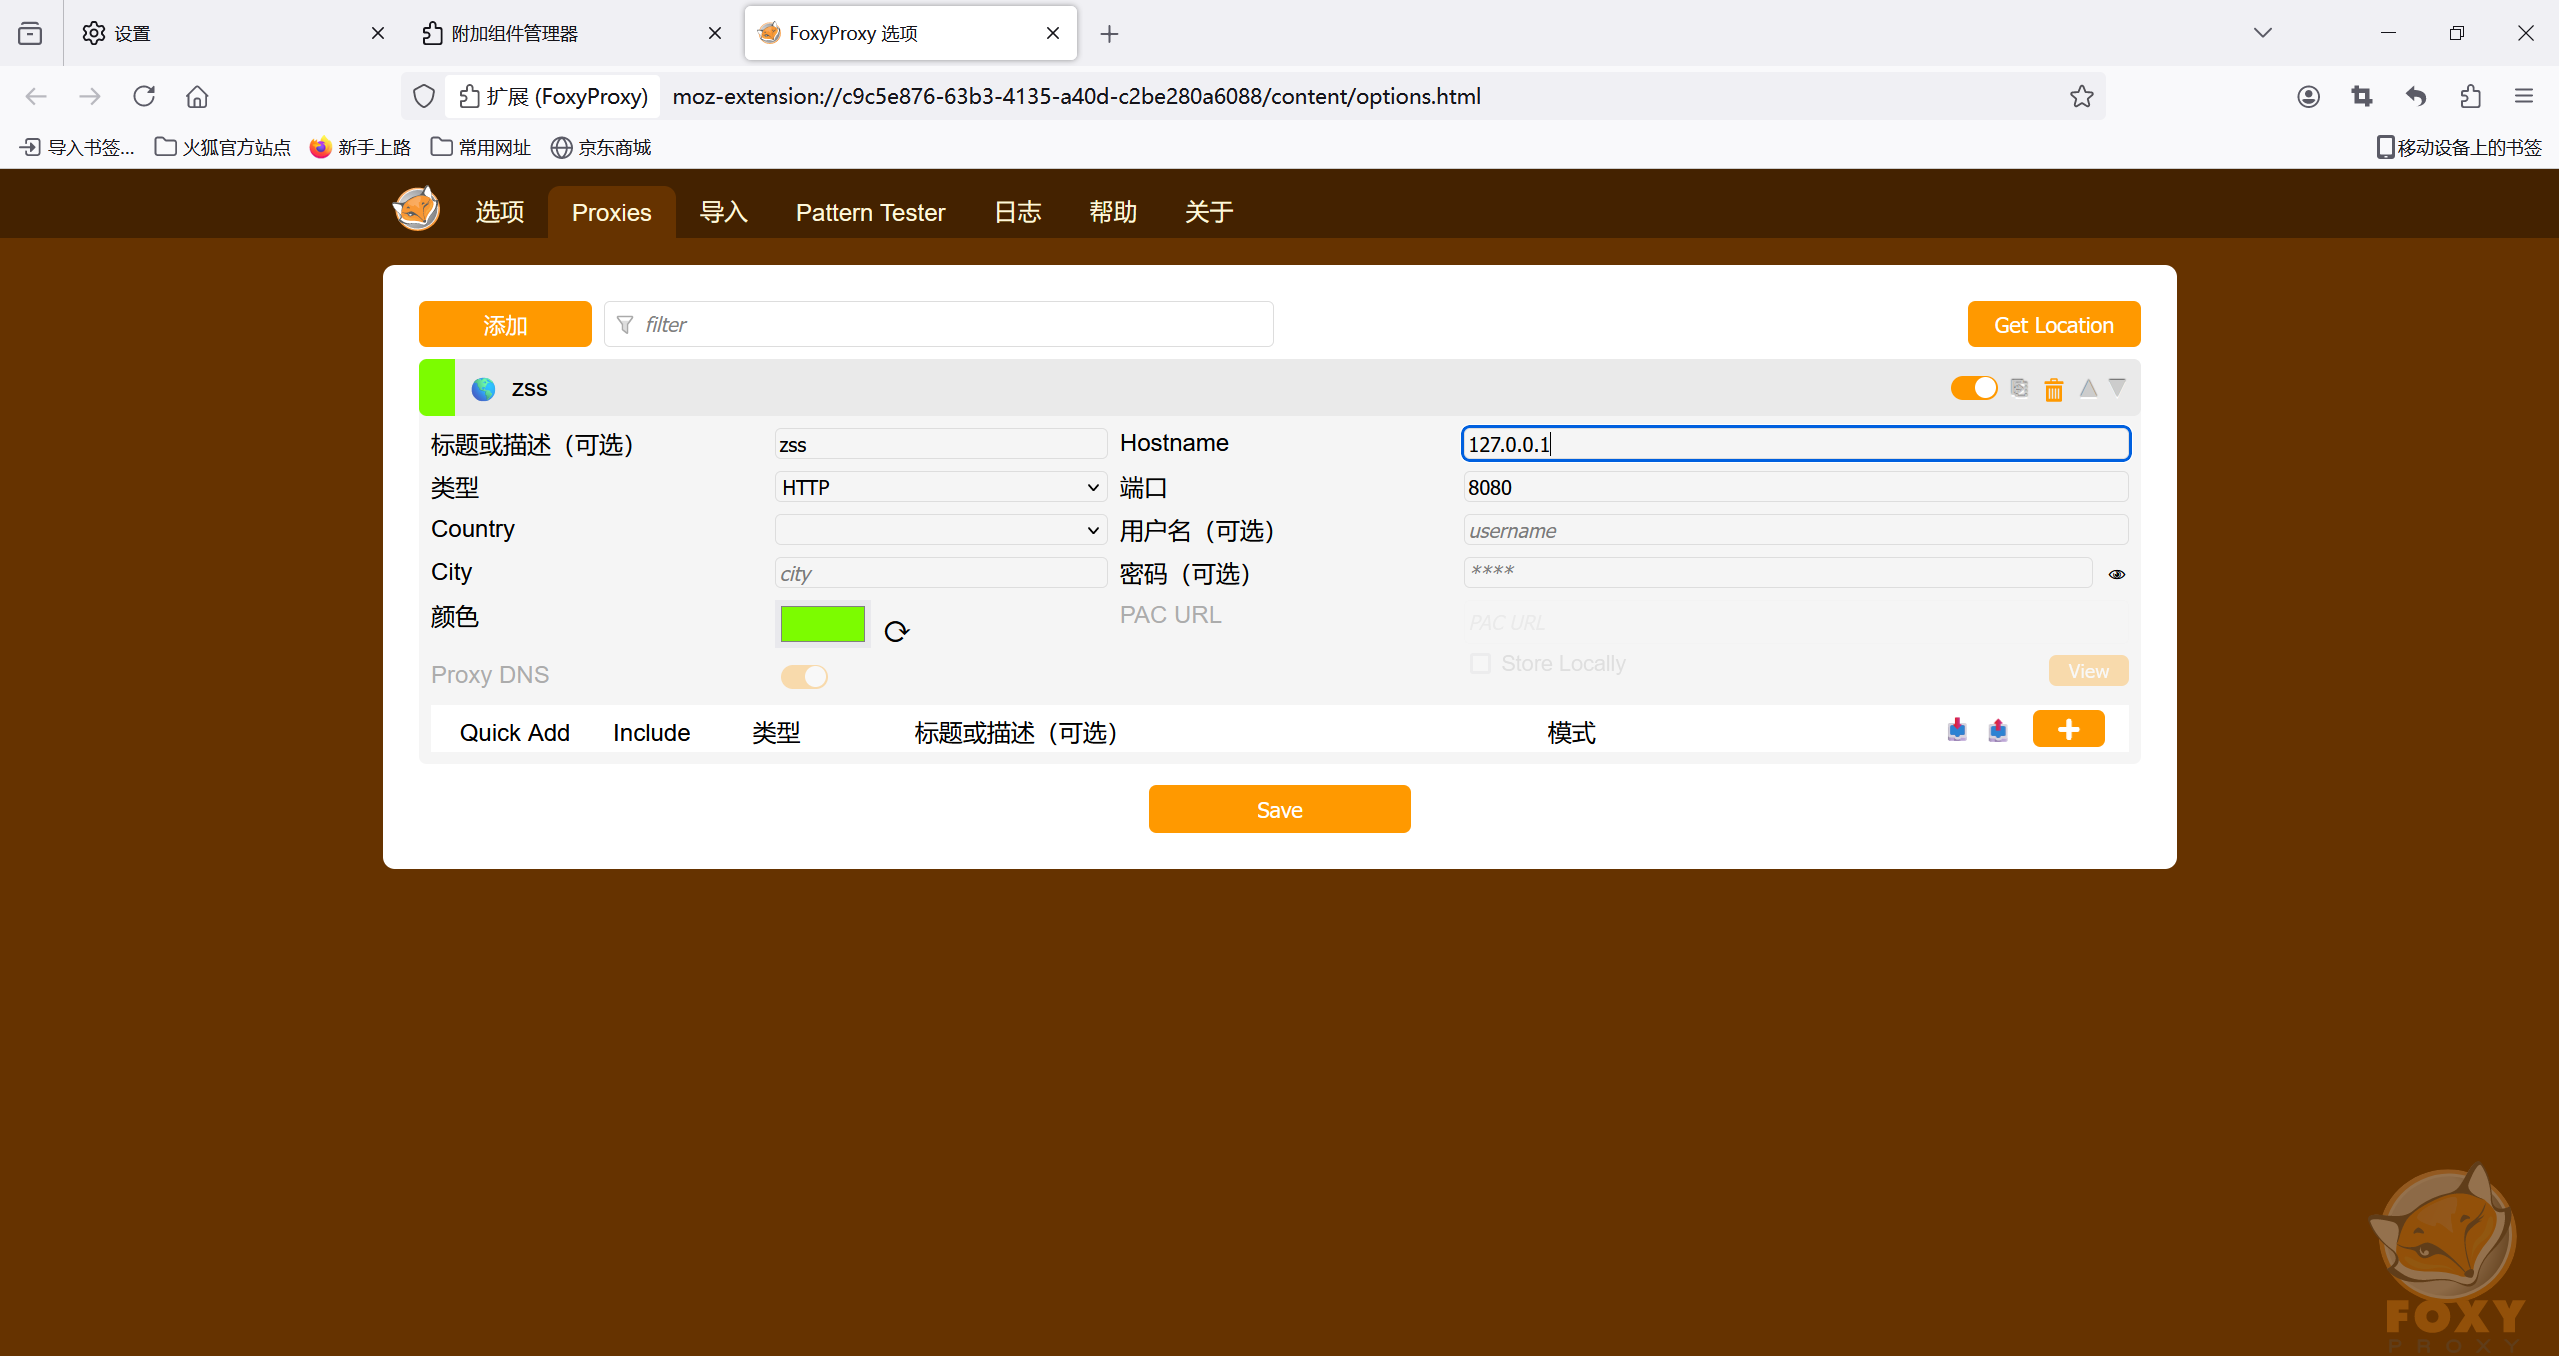 设置
附加组件管理器
FoxyProxy 选项
扩展 (FoxyProxy)
moz-extension://c9c5e876-63b3-4135-a40d-c2be280a6088/content/options.html
导入书签...
火狐官方站点
新手上路
常用网址
京东商城
移动设备上的书签
选项
Proxies
导入
Pattern Tester
日志
帮助
关于
添加
filter
Get Location
zss
标题或描述（可选）
zss
Hostname
127.0.0.1
类型
HTTP
端口
8080
Country
用户名（可选）
username
City
city
密码（可选）
****
颜色
PAC URL
PAC URL
Proxy DNS
Store Locally
View
Quick Add
Include
类型
标题或描述（可选）
模式
Save
FOXY
PROXY